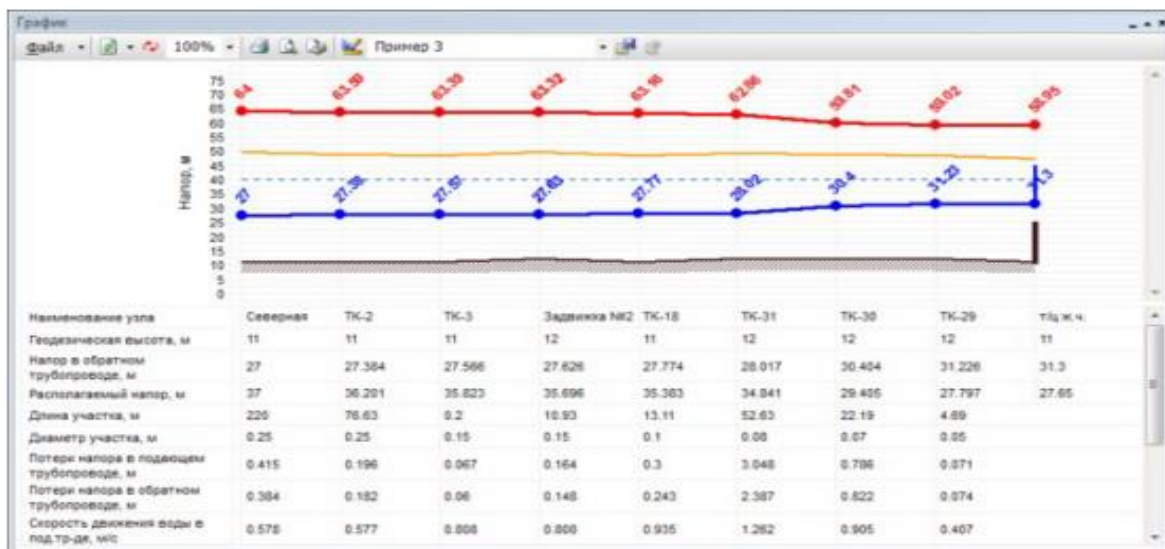 График
Файл 100% Пример 3
Напор, м
75
70
65
60
55
50
45
40
35
30
25
20
15
10
5
0
64 63.32 63.16 62.86 59.02
27 27.38 27.57 27.63 27.77 28.02 30.4 31.23 31.3
Наименование узла Северная ТК-2 ТК-3 Задвижка №2 ТК-18 ТК-31 ТК-30 ТК-29 т/ц ж.ч.
Геодезическая высота, м 11 11 11 12 11 12 12 12 11
Напор в обратном
трубопроводе, м 27 27.384 27.566 27.626 27.774 28.017 30.404 31.226 31.3
Располагаемый напор, м 37 36.201 35.823 35.696 35.383 34.841 29.405 27.797 27.65
Длина участка, м 220 76.63 0.2 10.93 13.11 52.63 22.19 4.69
Диаметр участка, м 0.25 0.25 0.15 0.15 0.1 0.08 0.07 0.05
Потери напора в подающем
трубопроводе, м 0.415 0.196 0.067 0.164 0.3 3.048 0.786 0.071
Потери напора в обратном
трубопроводе, м 0.384 0.182 0.06 0.148 0.243 2.387 0.822 0.074
Скорость движения воды в
под.тр-де, м/с 0.578 0.577 0.808 0.808 0.935 1.262 0.905 0.407